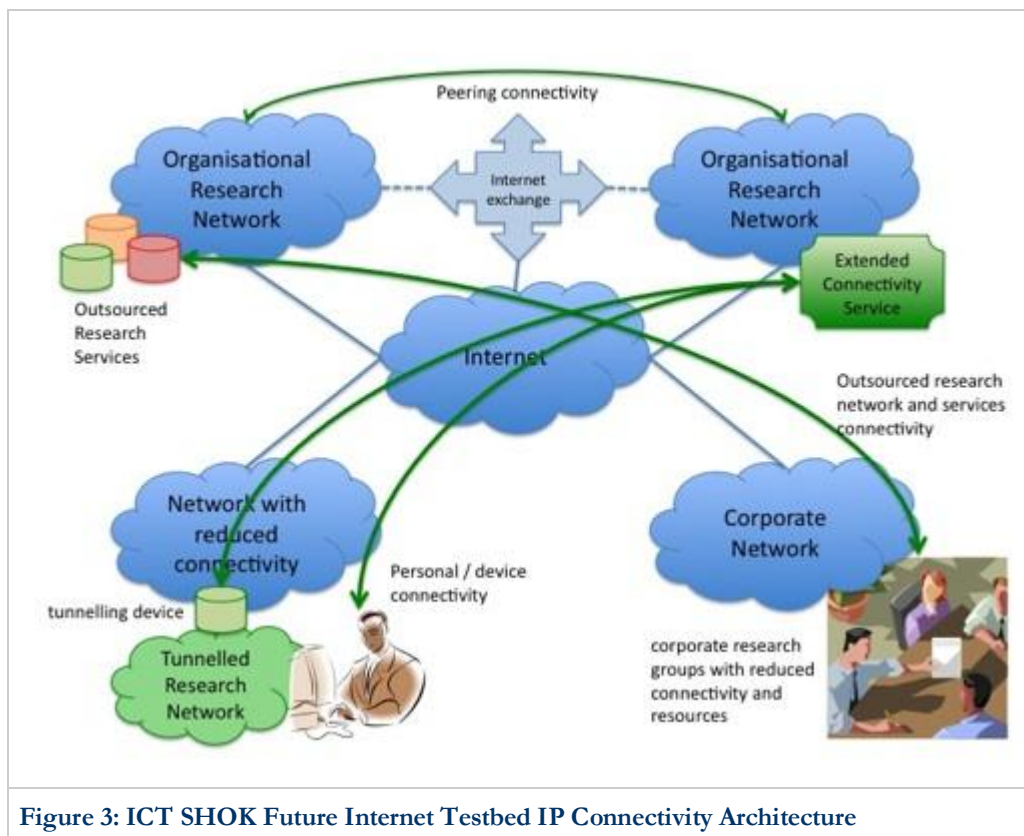 Peering connectivity
Organisational
Research
Network
Internet
exchange
Organisational
Research
Network
Extended
Connectivity
Service
Outsourced
Research
Services
Internet
Outsourced research
network and services
connectivity
Network with
reduced
connectivity
Corporate
Network
Personal / device
connectivity
tunnelling device
Tunnelled
Research
Network
corporate research
groups with reduced
connectivity and
resources
Figure 3: ICT SHOK Future Internet Testbed IP Connectivity Architecture